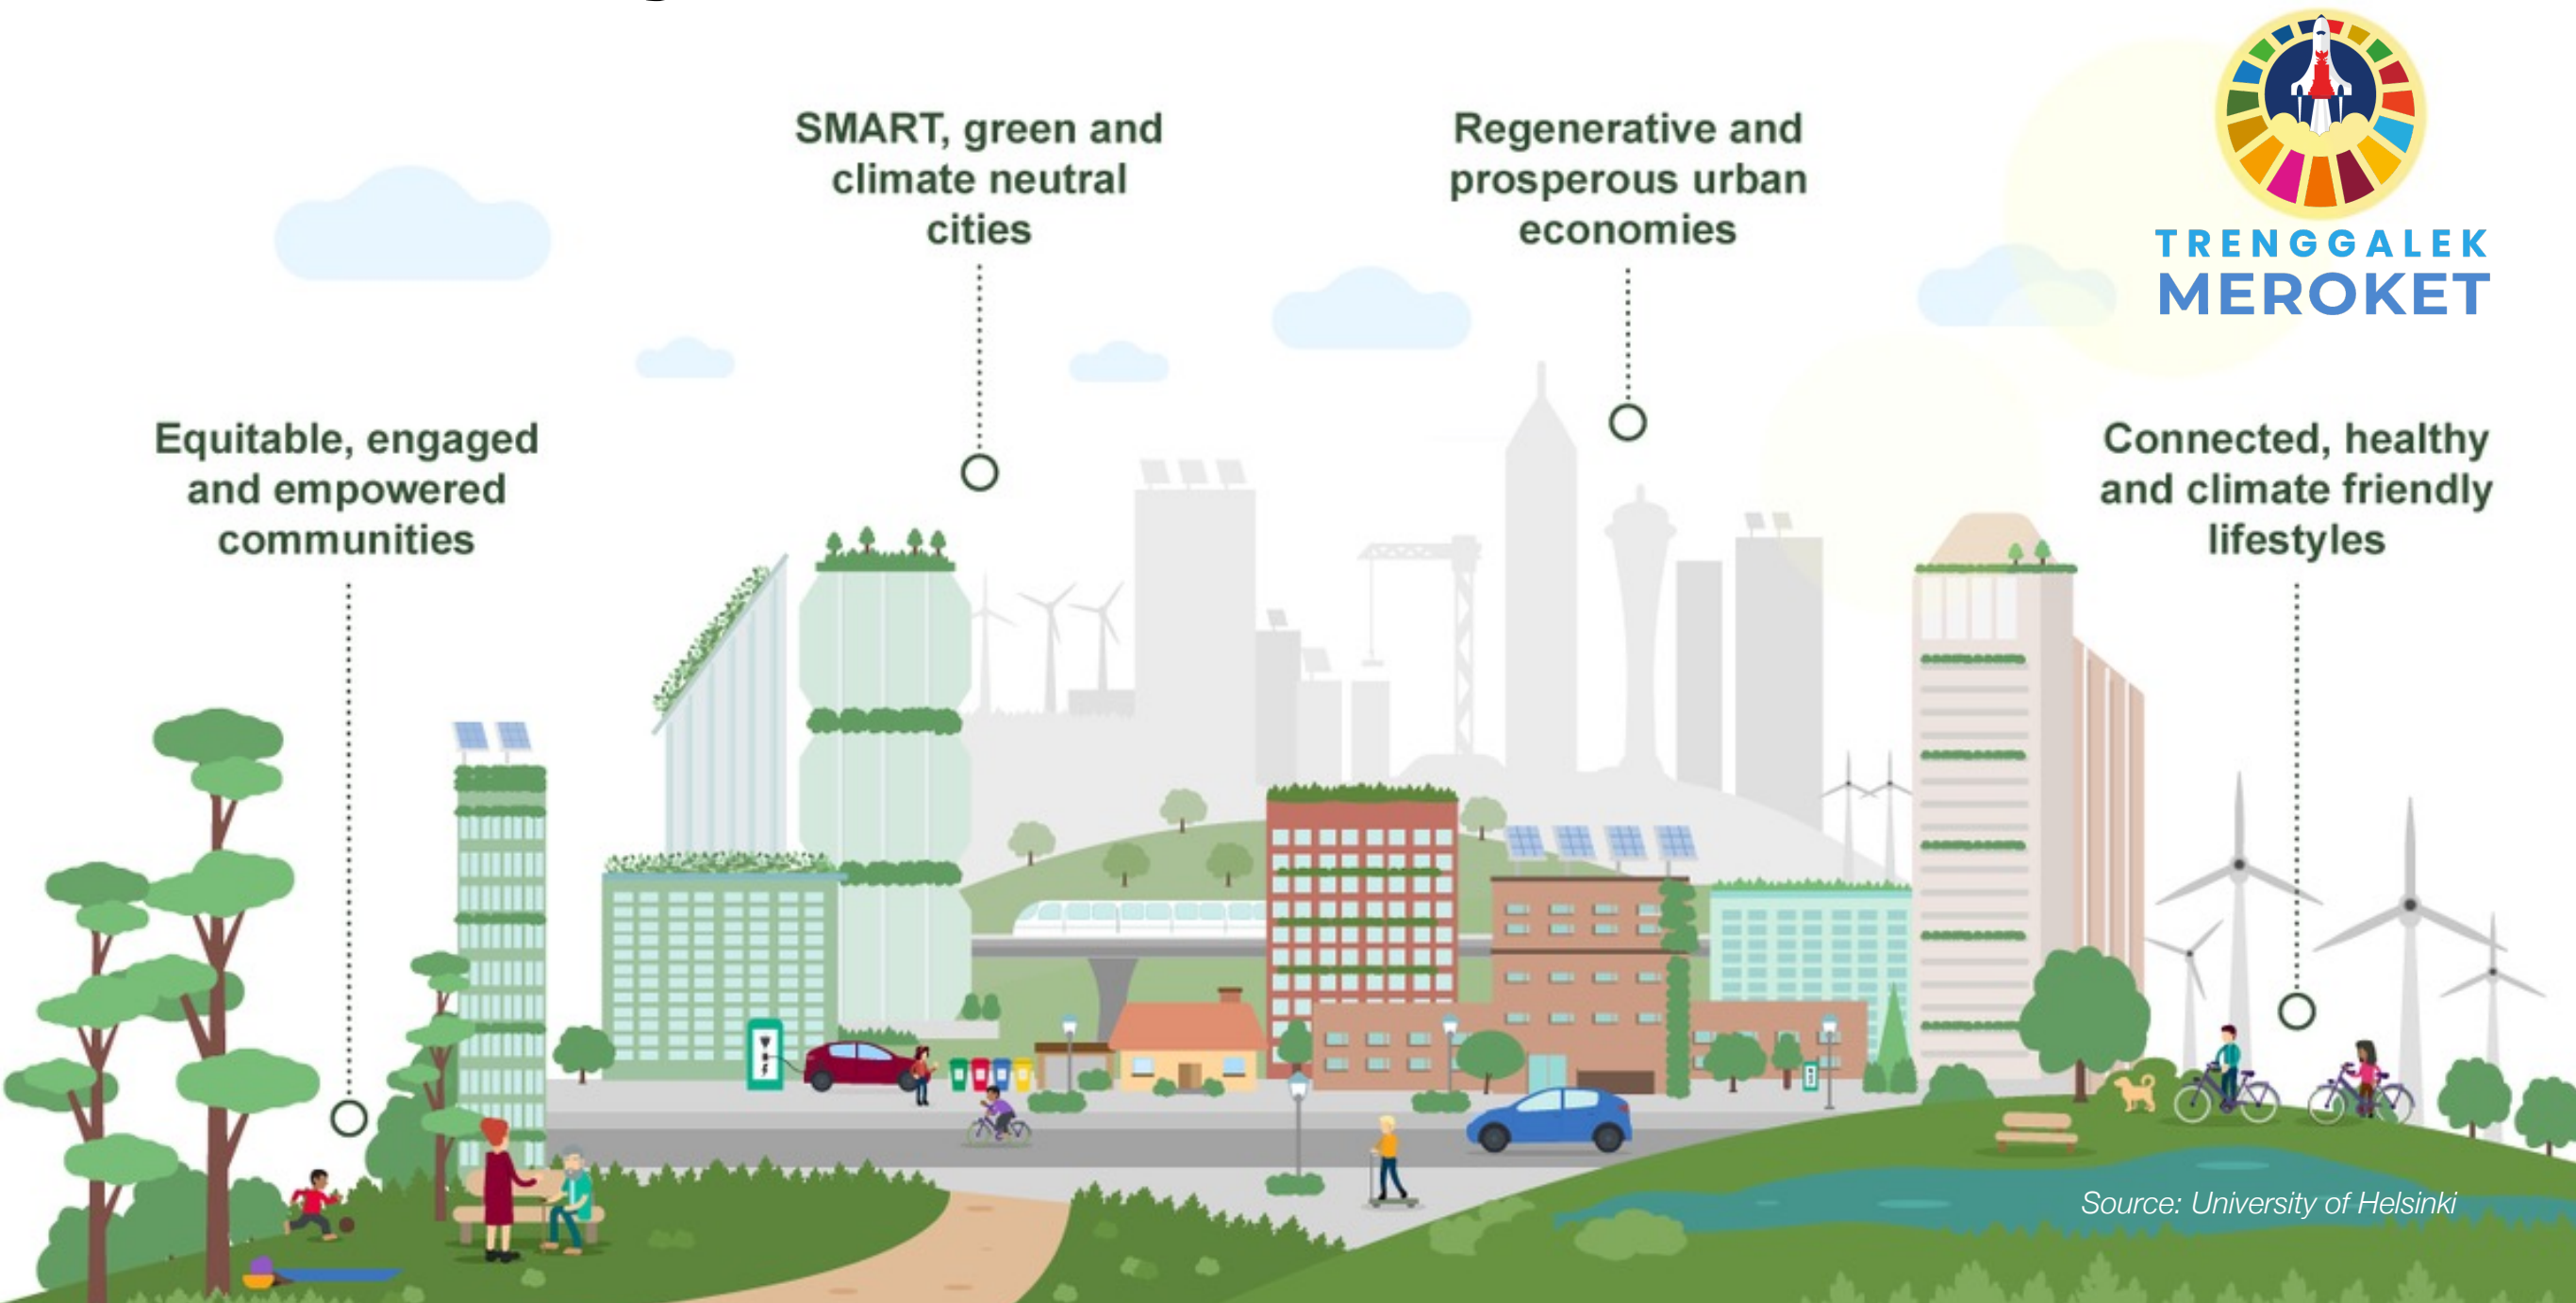 SMART, green and
climate neutral
cities
Regenerative and
prosperous urban
economies
TRENGGALEK
MEROKET
Equitable, engaged
and empowered
communities
Connected, healthy
and climate friendly
lifestyles
Source: University of Helsinki